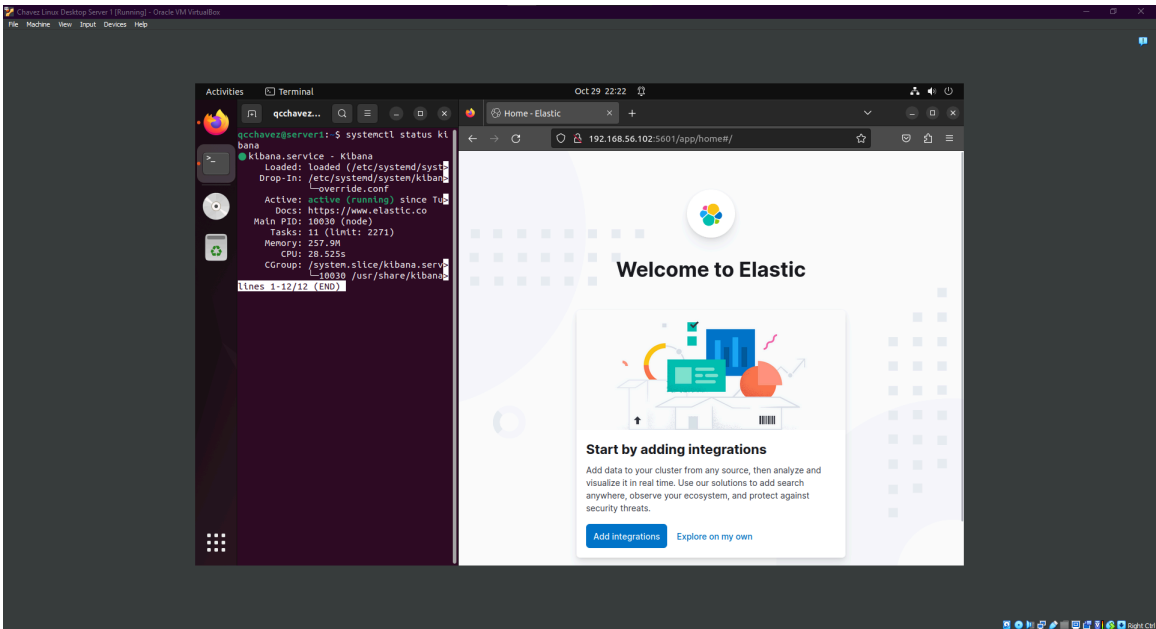 Chavez Linux Desktop Server 1 [Running] - Oracle VM VirtualBox
File Machine View Input Devices Help
Activities Terminal Oct 29 22:22
qcchavez...
Home - Elastic
192.168.56.102:5601/app/home#/
qcchavez@server1:~$ systemctl status ki
bana
kibana.service - Kibana
Loaded: loaded (/etc/systemd/syst>
Drop-In: /etc/systemd/system/kiban>
└─override.conf
Active: active (running) since Tu>
Docs: https://www.elastic.co
Main PID: 10030 (node)
Tasks: 11 (limit: 2271)
Memory: 257.9M
CPU: 28.525s
CGroup: /system.slice/kibana.serv>
└─10030 /usr/share/kibana>
lines 1-12/12 (END)
Welcome to Elastic
Start by adding integrations
Add data to your cluster from any source, then analyze and
visualize it in real time. Use our solutions to add search
anywhere, observe your ecosystem, and protect against
security threats.
Add integrations Explore on my own
Right Ctrl